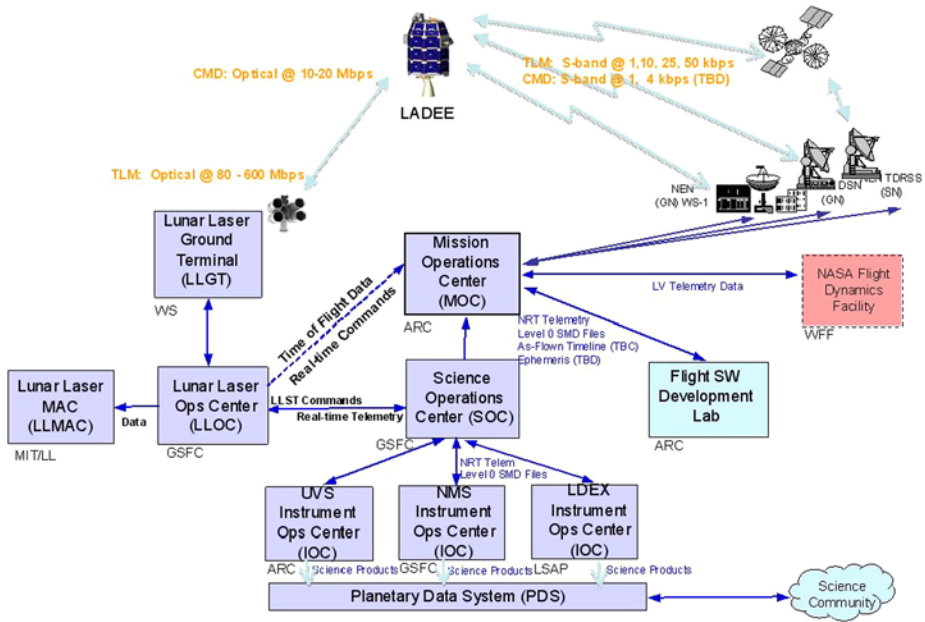 CMD: Optical @ 10-20 Mbps
LADEE
TLM: S-band @ 1,10, 25, 50 kbps
CMD: S-band @ 1, 4 kbps (TBD)
TLM: Optical @ 80 - 600 Mbps
NEN
(GN) WS-1
DSN
(GN)
TDRSS
(SN)
Lunar Laser
Ground
Terminal
(LLGT)
WS
Mission
Operations
Center
(MOC)
ARC
LV Telemetry Data
NASA Flight
Dynamics
Facility
WFF
Time of Flight Data
Real-time Commands
NRT Telemetry
Level 0 SMD Files
As-Flown Timeline (TBC)
Ephemeris (TBD)
Lunar Laser
MAC
(LLMAC)
MIT/LL
Data
Lunar Laser
Ops Center
(LLOC)
GSFC
LLST Commands
Real-time Telemetry
Science
Operations
Center (SOC)
GSFC
Flight SW
Development
Lab
ARC
NRT Telem
Level 0 SMD Files
UVS
Instrument
Ops Center
(IOC)
ARC
Science Products
NMS
Instrument
Ops Center
(IOC)
GSFC
Science Products
LDEX
Instrument
Ops Center
(IOC)
LSAP
Science Products
Planetary Data System (PDS)
Science
Community